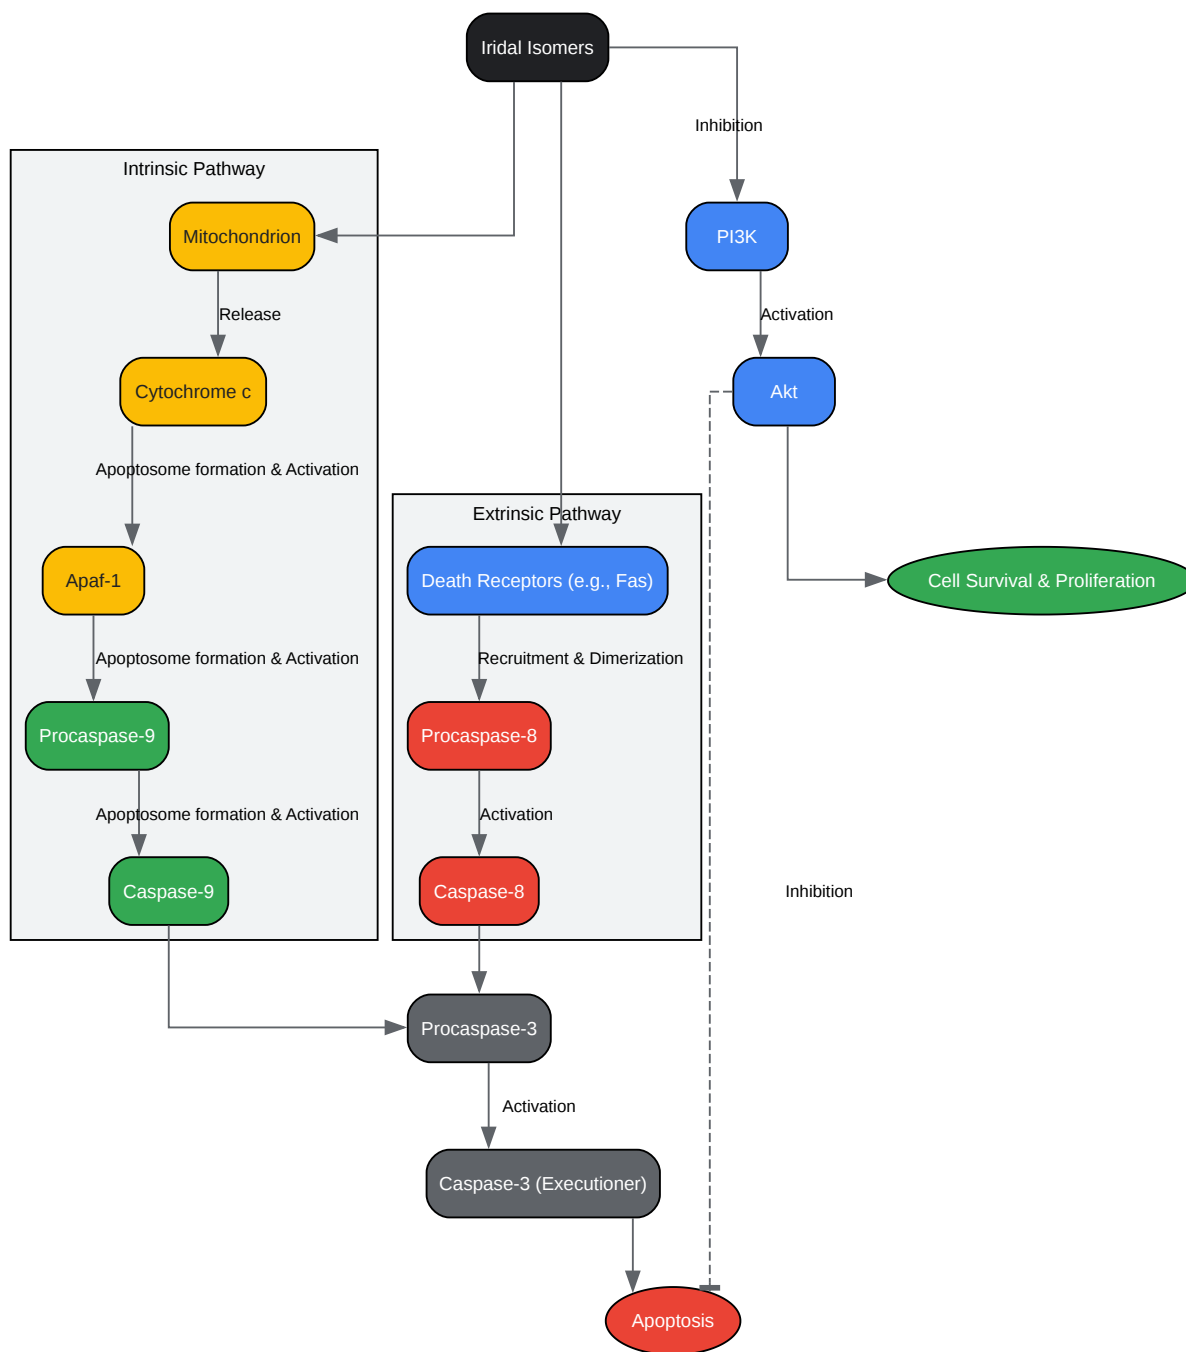 Iridal Isomers
Inhibition
Intrinsic Pathway
Mitochondrion
PI3K
Release
Activation
Cytochrome c
Akt
Apoptosome formation & Activation
Extrinsic Pathway
Apaf-1
Death Receptors (e.g., Fas)
Cell Survival & Proliferation
Apoptosome formation & Activation
Recruitment & Dimerization
Procaspase-9
Procaspase-8
Apoptosome formation & Activation
Activation
Caspase-9
Caspase-8
Inhibition
Procaspase-3
Activation
Caspase-3 (Executioner)
Apoptosis